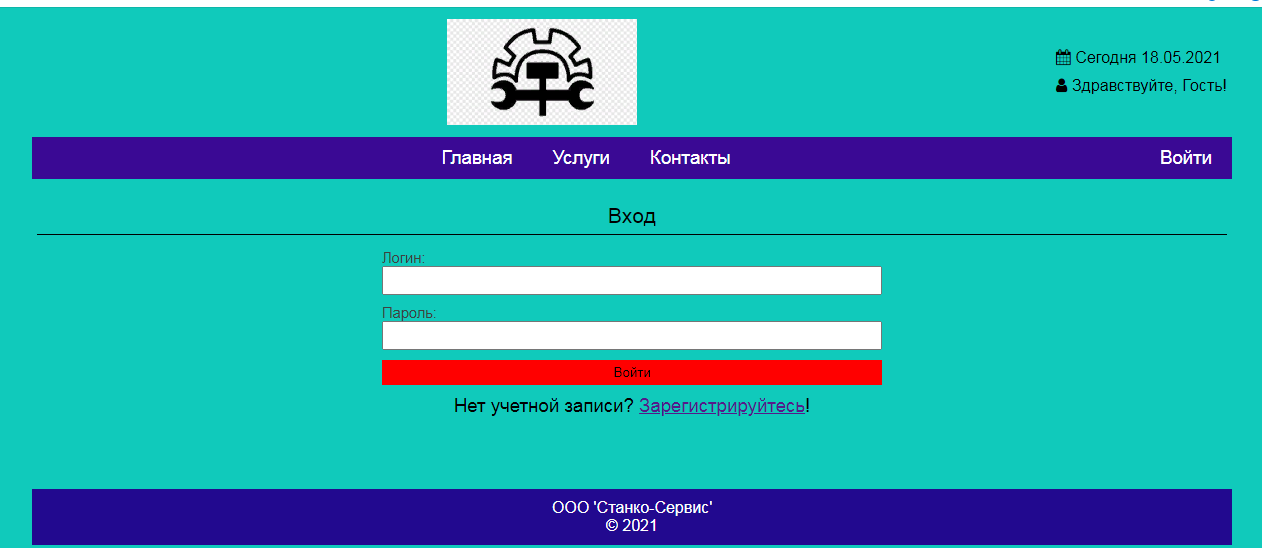 Сегодня 18.05.2021
Здравствуйте, Гость!
Главная Услуги Контакты Войти
Вход
Логин:
Пароль:
Войти
Нет учетной записи? Зарегистрируйтесь!
ООО 'Станко-Сервис'
© 2021